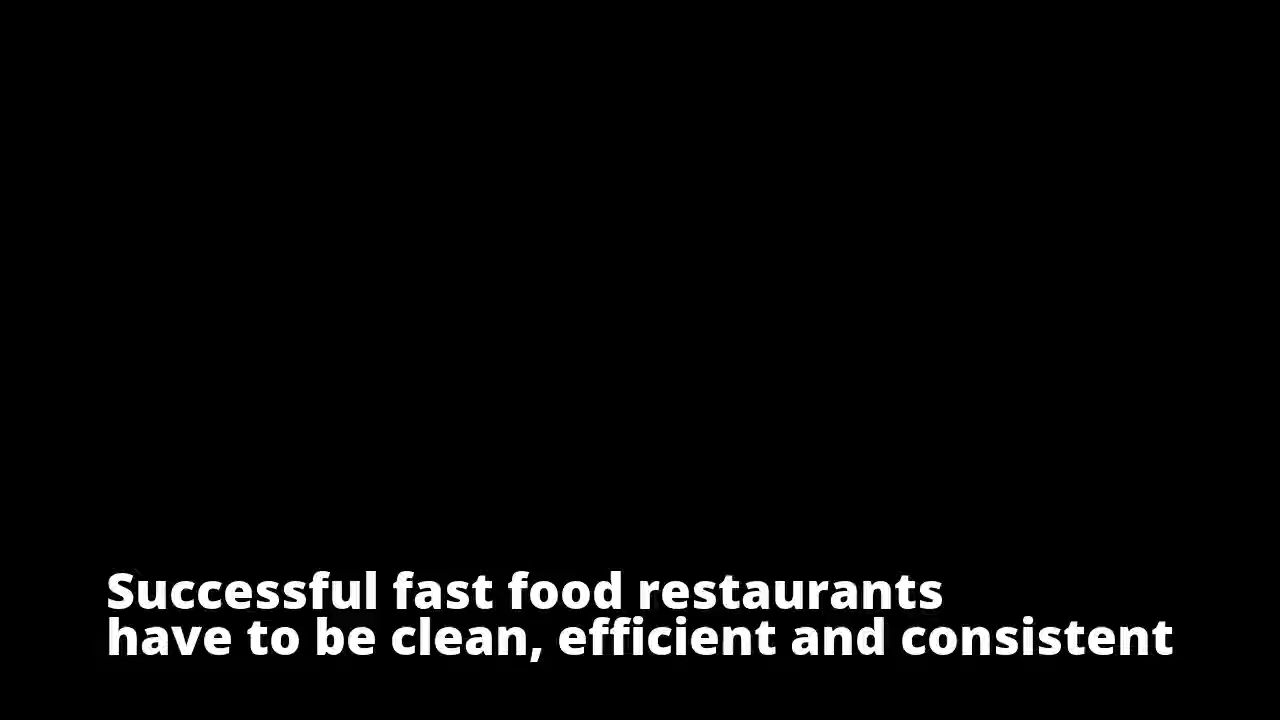 Successful fast food restaurants
have to be clean, efficient and consistent